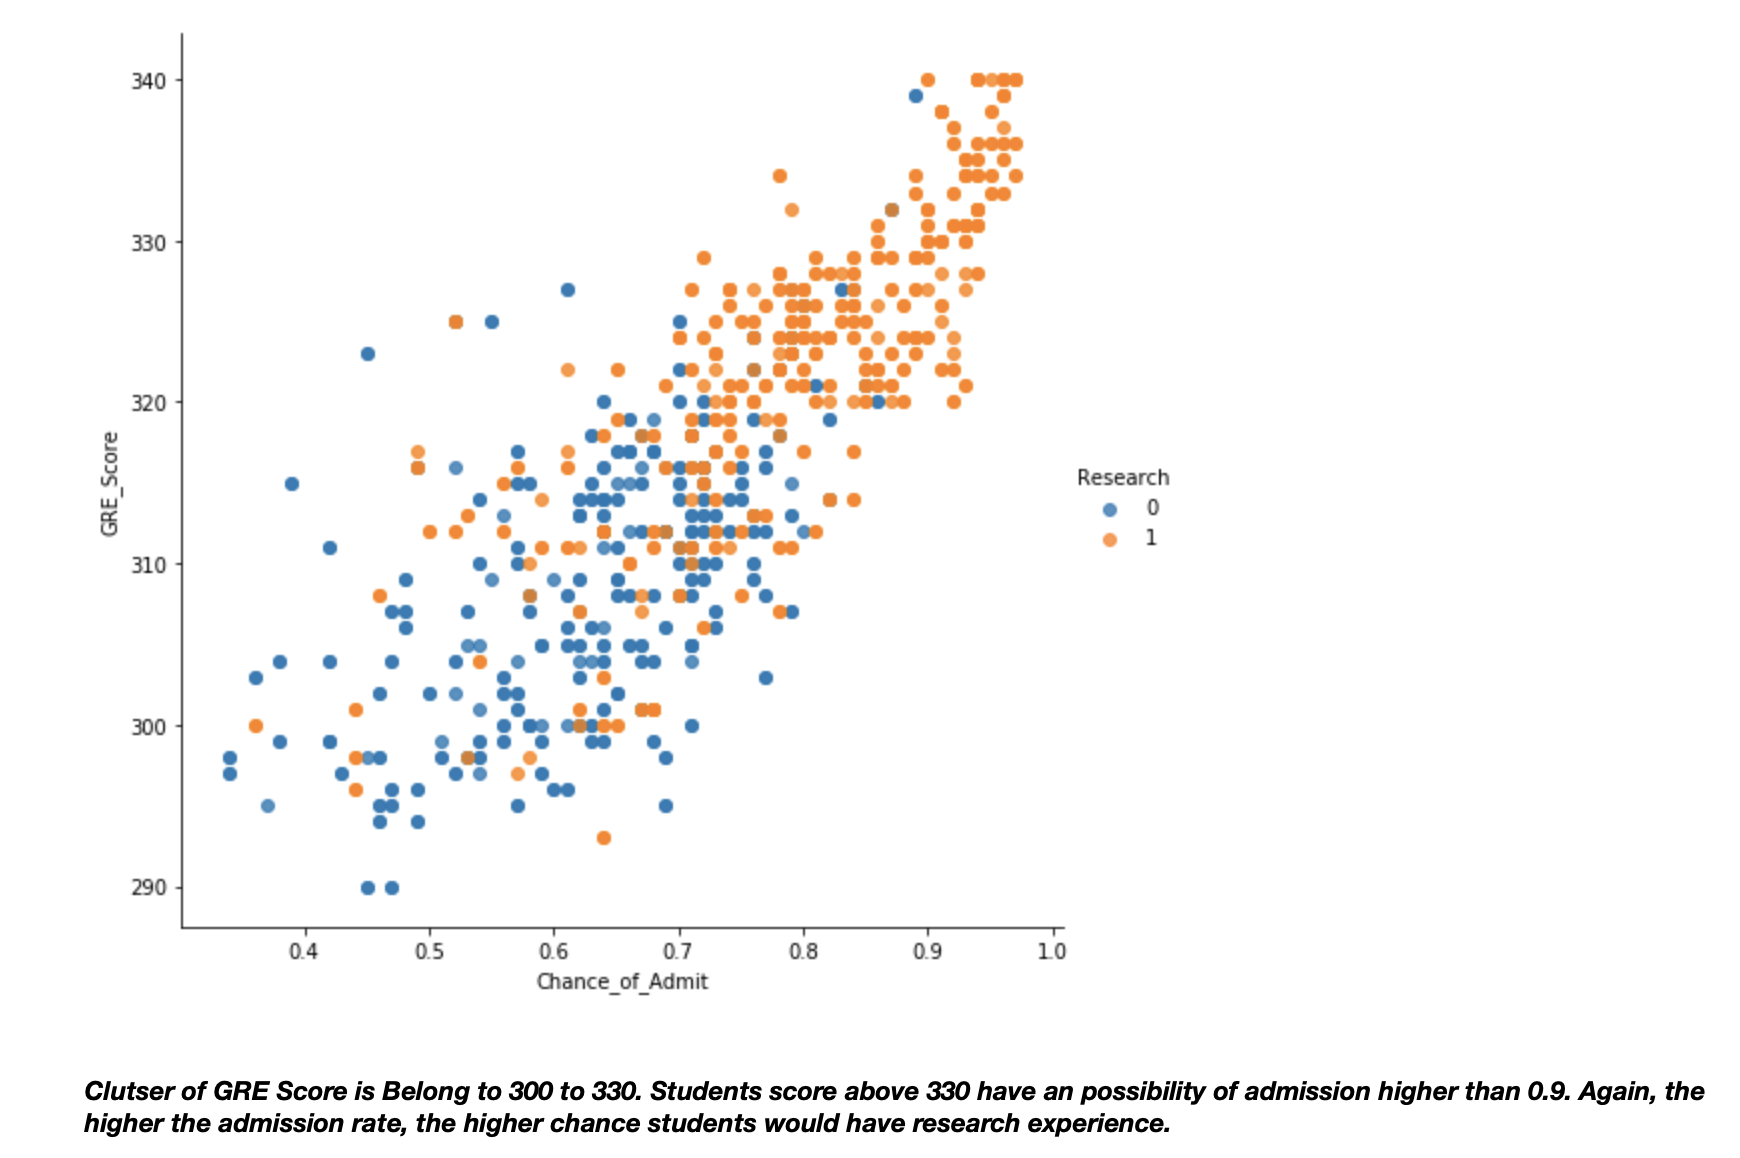 340
330
320
310
300
290
GRE_Score
0.4 0.5 0.6 0.7 0.8 0.9 1.0
Chance_of_Admit
Research
0
1
Clutser of GRE Score is Belong to 300 to 330. Students score above 330 have an possibility of admission higher than 0.9. Again, the
higher the admission rate, the higher chance students would have research experience.